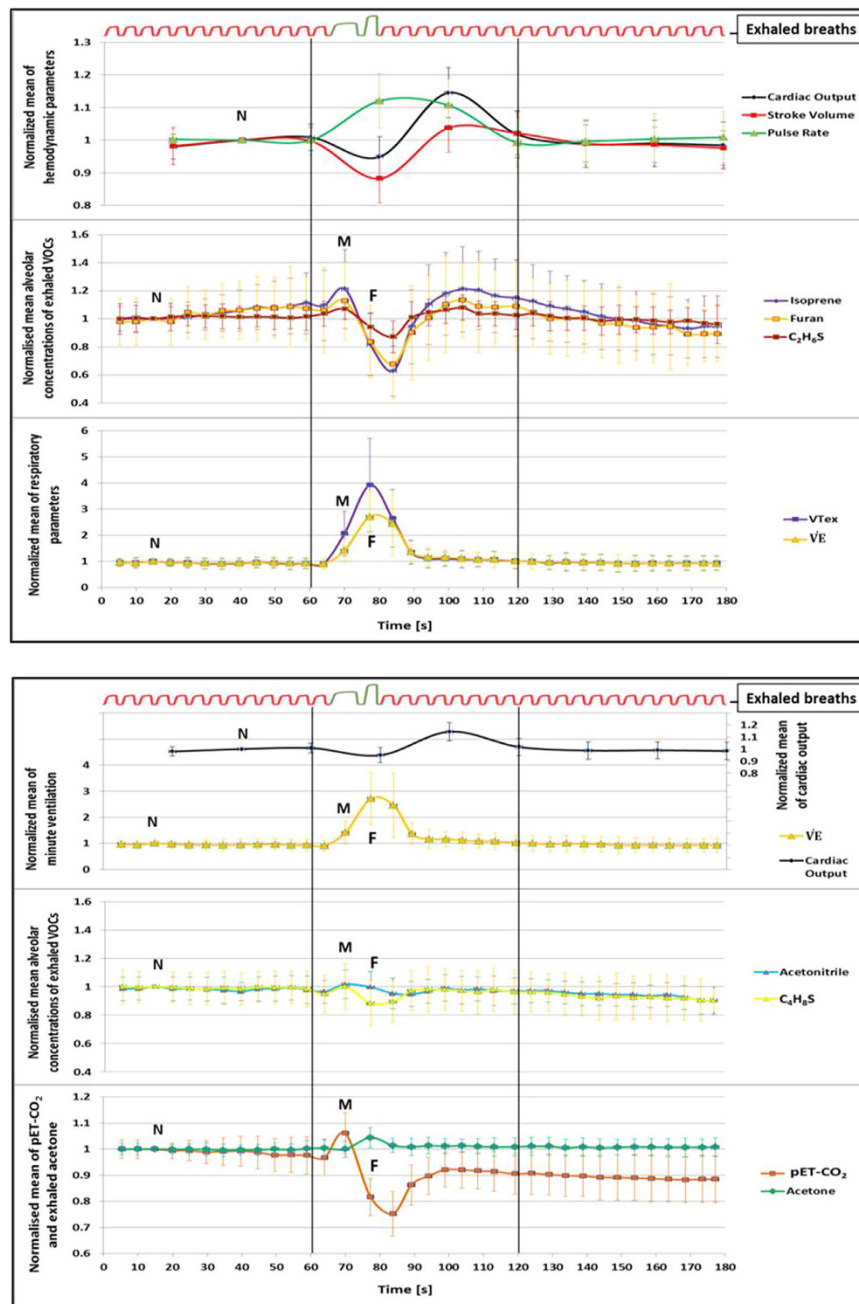 Exhaled breaths
Normalized mean of
hemodynamic parameters
1.3
1.2
1.1
1
0.9
0.8
N
Cardiac Output
Stroke Volume
Pulse Rate
Normalised mean alveolar
concentrations of exhaled VOCs
1.6
1.4
1.2
1
0.8
0.6
0.4
N
M
F
Isoprene
Furan
C₂H₆S
Normalized mean of respiratory
parameters
6
5
4
3
2
1
0
N
M
F
VTex
V̇E
0 10 20 30 40 50 60 70 80 90 100 110 120 130 140 150 160 170 180
Time [s]
Exhaled breaths
Normalized mean of
minute ventilation
4
3
2
1
0
N
N
M
F
1.2
1.1
1
0.9
0.8
Normalized mean
of cardiac output
V̇E
Cardiac
Output
Normalised mean alveolar
concentrations of exhaled VOCs
1.6
1.4
1.2
1
0.8
0.6
0.4
N
M
F
Acetonitrile
C₄H₈S
Normalised mean of pET-CO₂
and exhaled acetone
1.2
1.1
1
0.9
0.8
0.7
0.6
N
M
F
pET-CO₂
Acetone
0 10 20 30 40 50 60 70 80 90 100 110 120 130 140 150 160 170 180
Time [s]